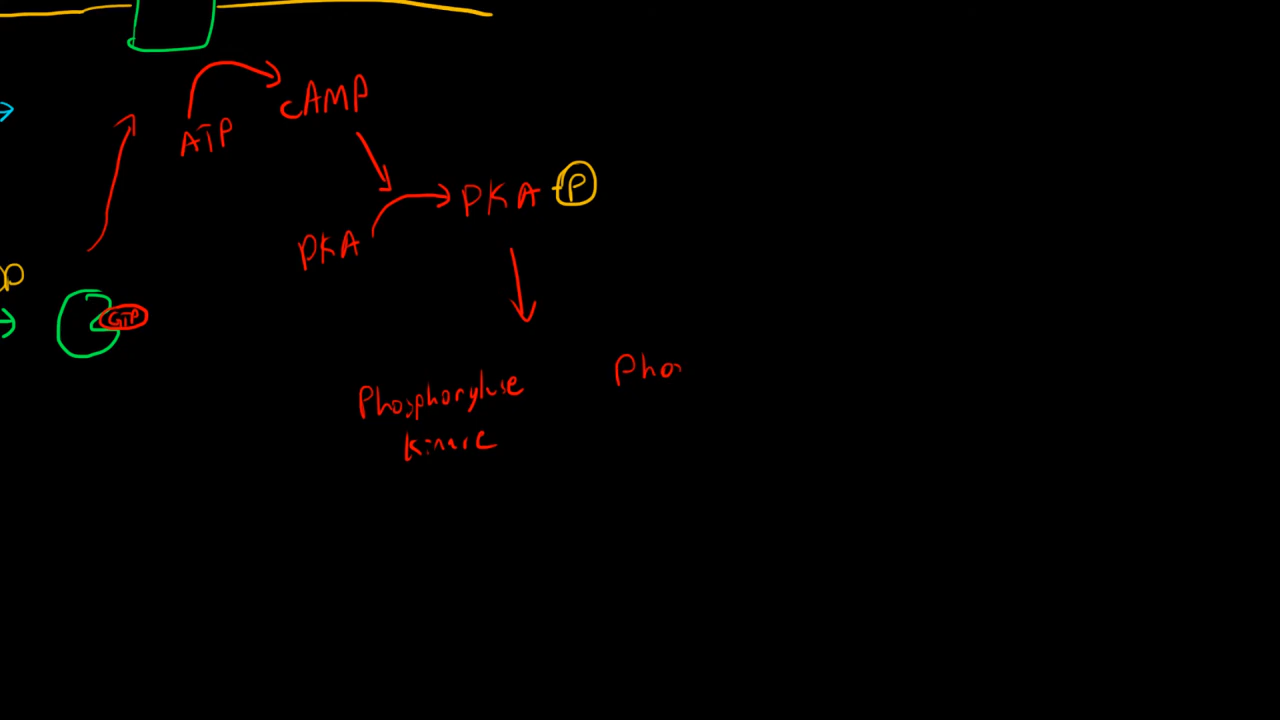 cAMP
ATP
PKA P
PKA
GTP
Pho
Phosphorylase
kinase